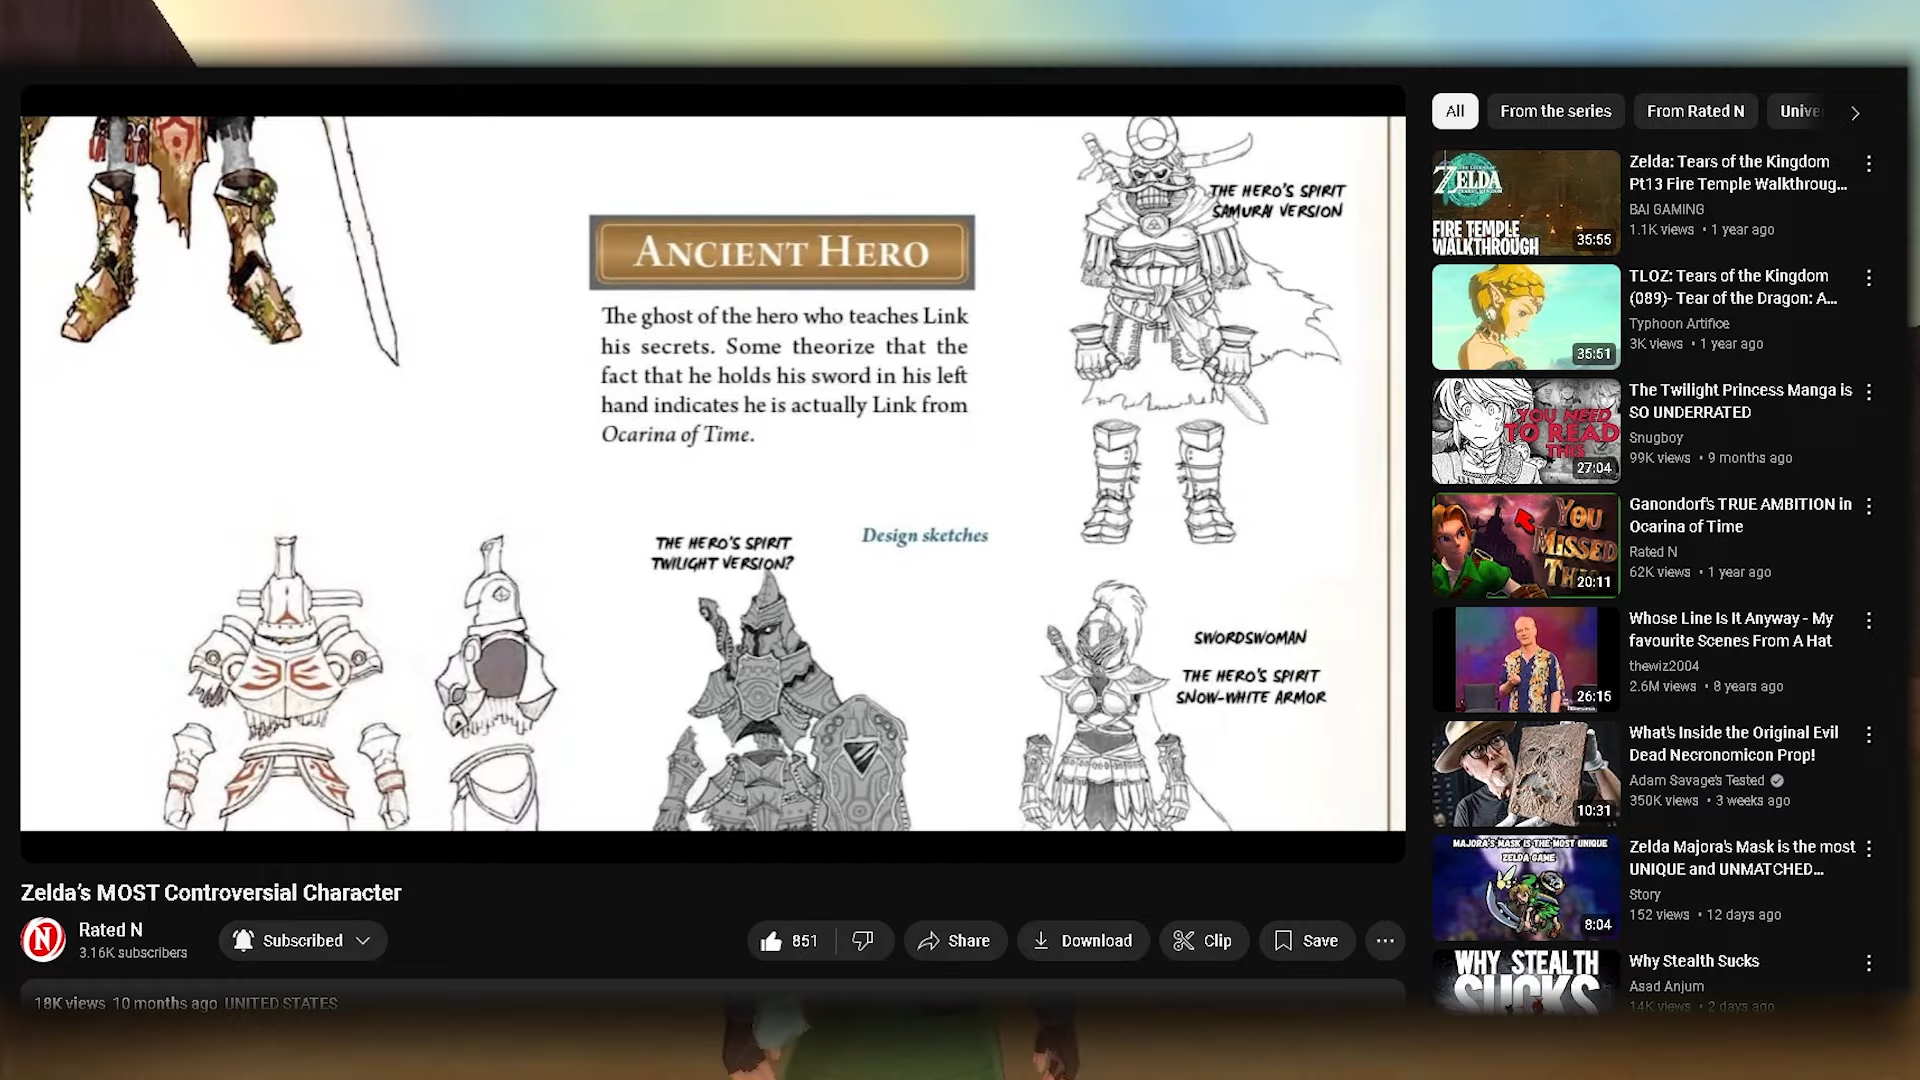 THE HERO'S SPIRIT
SAMURAI VERSION
ANCIENT HERO
The ghost of the hero who teaches Link
his secrets. Some theorize that the
fact that he holds his sword in his left
hand indicates he is actually Link from
Ocarina of Time.
Design sketches
THE HERO'S SPIRIT
TWILIGHT VERSION?
SWORDSWOMAN
THE HERO'S SPIRIT
SNOW-WHITE ARMOR
Zelda's MOST Controversial Character
N
Rated N
3.16K subscribers
Subscribed
851
Share
Download
Clip
Save
18K views 10 months ago UNITED STATES
All
From the series
From Rated N
Unive
ZELDA
FIRE TEMPLE
WALKTHROUGH
35:55
Zelda: Tears of the Kingdom
Pt13 Fire Temple Walkthroug...
BAI GAMING
1.1K views • 1 year ago
35:51
TLOZ: Tears of the Kingdom
(089)- Tear of the Dragon: A...
Typhoon Artifice
3K views • 1 year ago
YOU NEED
TO READ
THIS
27:04
The Twilight Princess Manga is
SO UNDERRATED
Snugboy
99K views • 9 months ago
YOU
MISSED
THIS
20:11
Ganondorf's TRUE AMBITION in
Ocarina of Time
Rated N
62K views • 1 year ago
26:15
Whose Line Is It Anyway - My
favourite Scenes From A Hat
thewiz2004
2.6M views • 8 years ago
10:31
What's Inside the Original Evil
Dead Necronomicon Prop!
Adam Savage's Tested
350K views • 3 weeks ago
MAJORA'S MASK IS THE MOST UNIQUE
ZELDA GAME
8:04
Zelda Majora's Mask is the most
UNIQUE and UNMATCHED...
Story
152 views • 12 days ago
WHY STEALTH
SUCKS
Why Stealth Sucks
Asad Anjum
14K views • 2 days ago